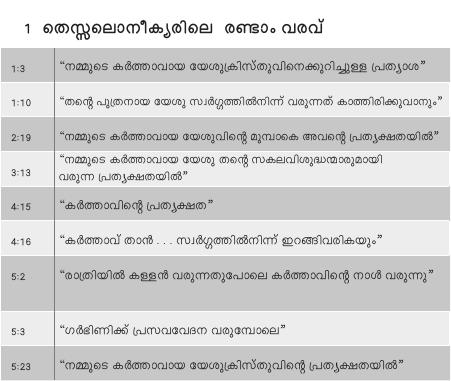 1 തെസ്സലൊനീക്യരിലെ രണ്ടാം വരവ്
1:3 “നമ്മുടെ കർത്താവായ യേശുക്രിസ്തുവിനെക്കുറിച്ചുള്ള പ്രത്യാശ”
1:10 “തന്റെ പുത്രനായ യേശു സ്വർഗ്ഗത്തിൽനിന്ന് വരുന്നത് കാത്തിരിക്കുവാനും”
2:19 “നമ്മുടെ കർത്താവായ യേശുവിന്റെ മുമ്പാകെ അവന്റെ പ്രത്യക്ഷതയിൽ”
3:13 “നമ്മുടെ കർത്താവായ യേശു തന്റെ സകലവിശുദ്ധന്മാരുമായി
വരുന്ന പ്രത്യക്ഷതയിൽ”
4:15 “കർത്താവിന്റെ പ്രത്യക്ഷത”
4:16 “കർത്താവ് താൻ . . . സ്വർഗ്ഗത്തിൽനിന്ന് ഇറങ്ങിവരികയും”
5:2 “രാത്രിയിൽ കള്ളൻ വരുന്നതുപോലെ കർത്താവിന്റെ നാൾ വരുന്നു”
5:3 “ഗർഭിണിക്ക് പ്രസവവേദന വരുമ്പോലെ”
5:23 “നമ്മുടെ കർത്താവായ യേശുക്രിസ്തുവിന്റെ പ്രത്യക്ഷതയിൽ”